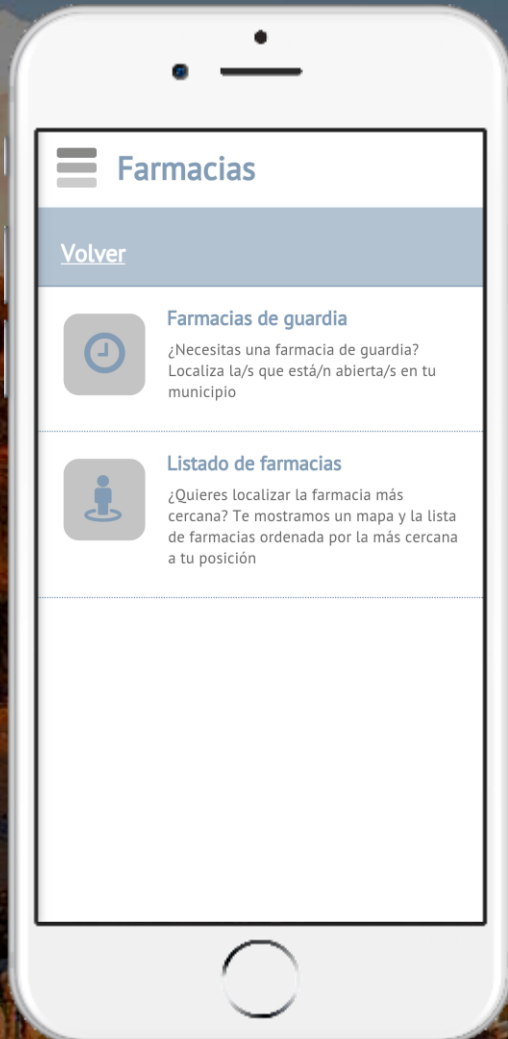 Farmacias
Volver
Farmacias de guardia
¿Necesitas una farmacia de guardia?
Localiza la/s que está/n abierta/s en tu
municipio
Listado de farmacias
¿Quieres localizar la farmacia más
cercana? Te mostramos un mapa y la lista
de farmacias ordenada por la más cercana
a tu posición